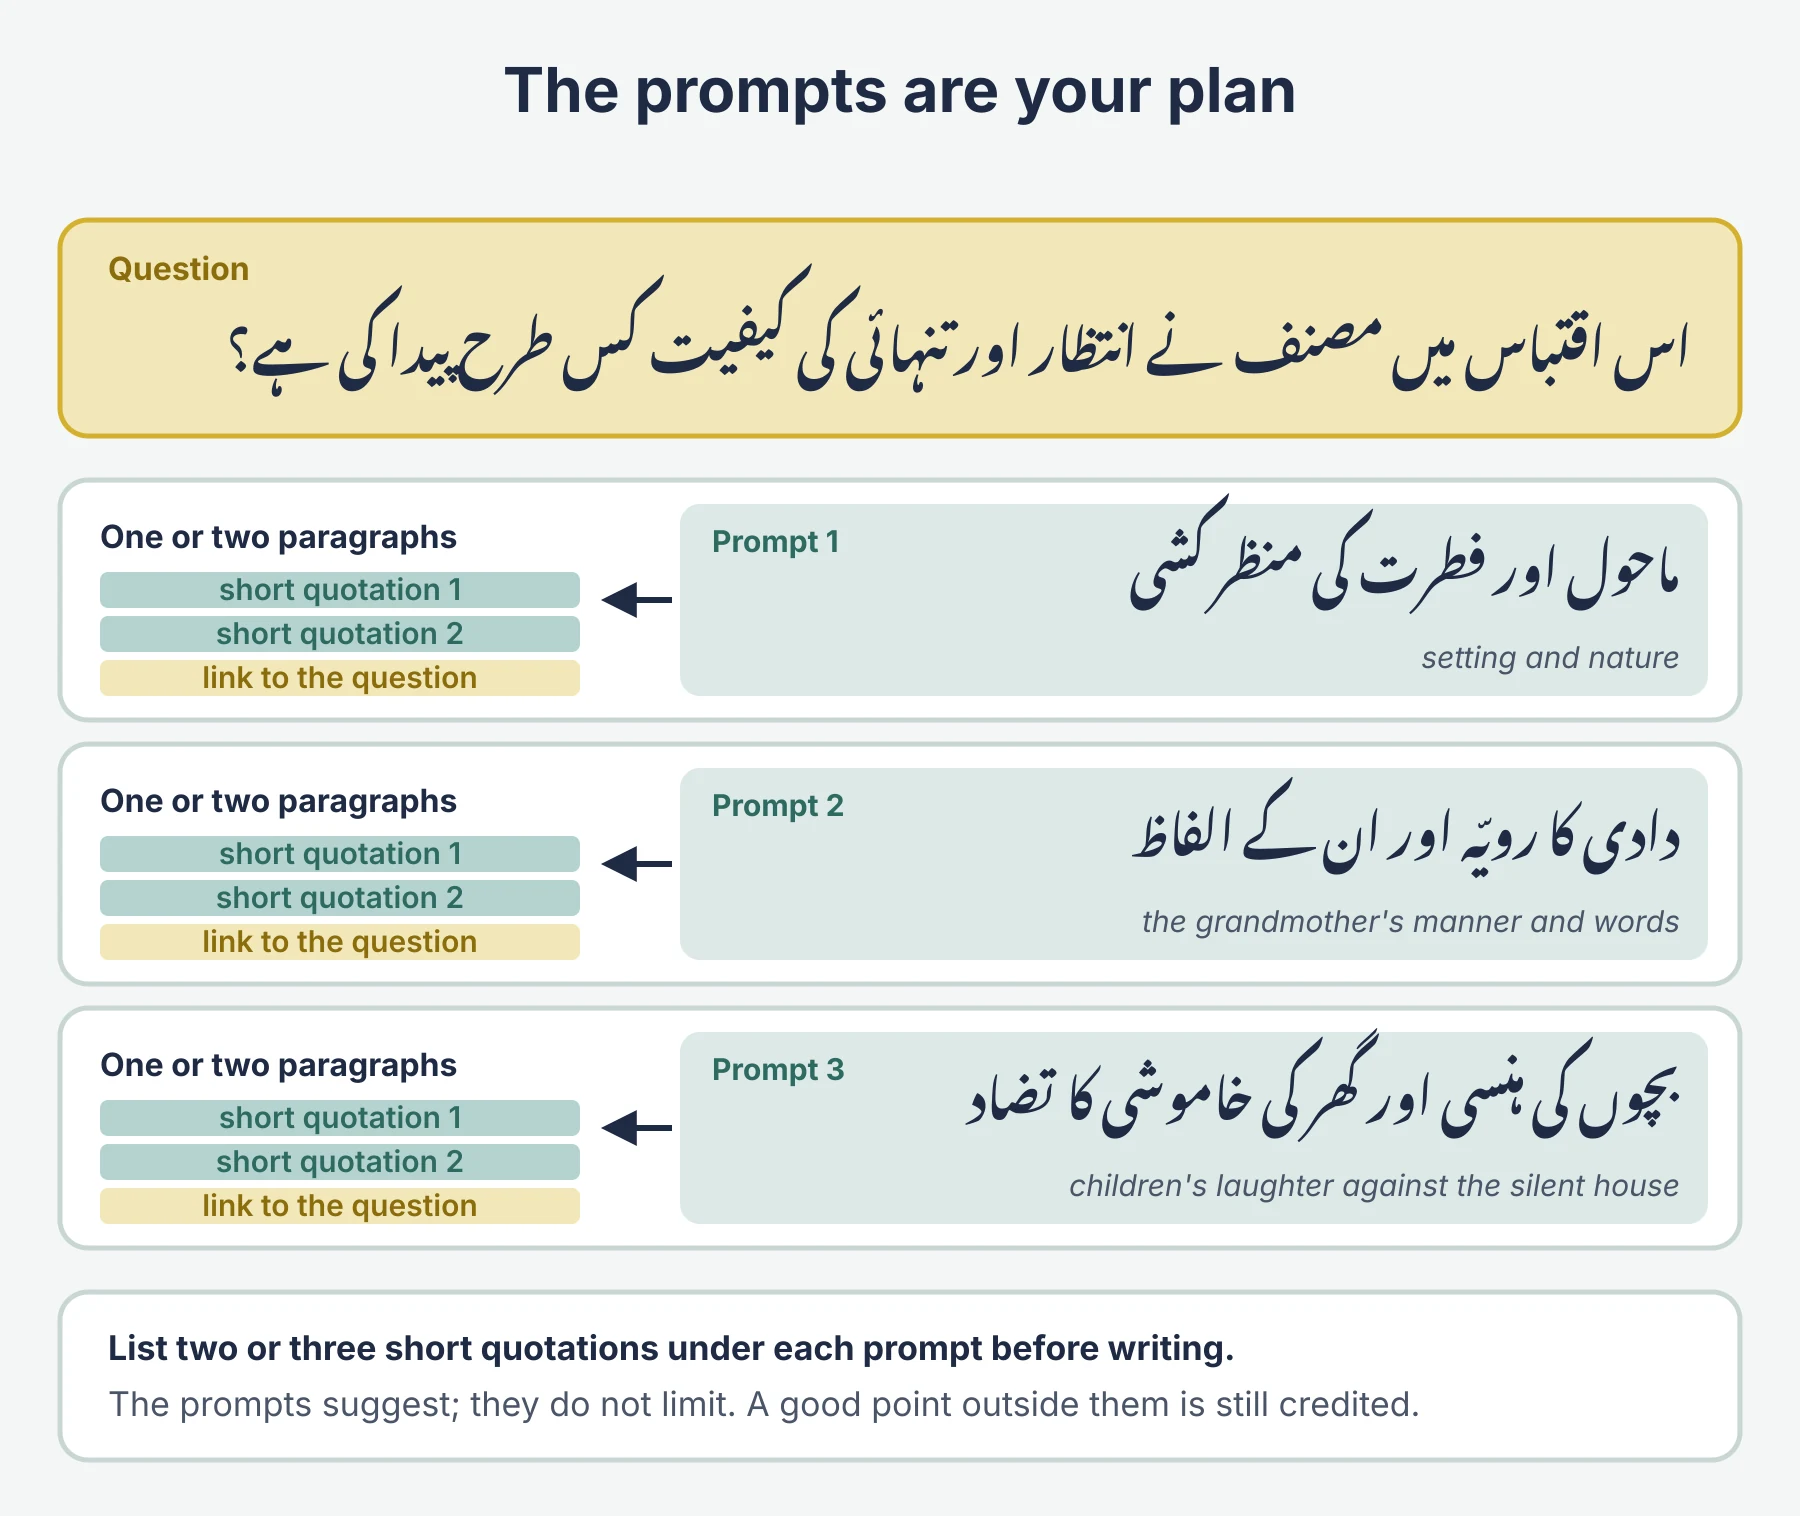 The prompts are your plan
Question
اس اقتباس میں مصنف نے انتظار اور تنہائی کی کیفیت کس طرح پیدا کی ہے؟
One or two paragraphs
short quotation 1
short quotation 2
link to the question
Prompt 1
ماحول اور فطرت کی منظر کشی
setting and nature
One or two paragraphs
short quotation 1
short quotation 2
link to the question
Prompt 2
دادی کا رویّہ اور ان کے الفاظ
the grandmother's manner and words
One or two paragraphs
short quotation 1
short quotation 2
link to the question
Prompt 3
بچوں کی ہنسی اور گھر کی خاموشی کا تضاد
children's laughter against the silent house
List two or three short quotations under each prompt before writing.
The prompts suggest; they do not limit. A good point outside them is still credited.